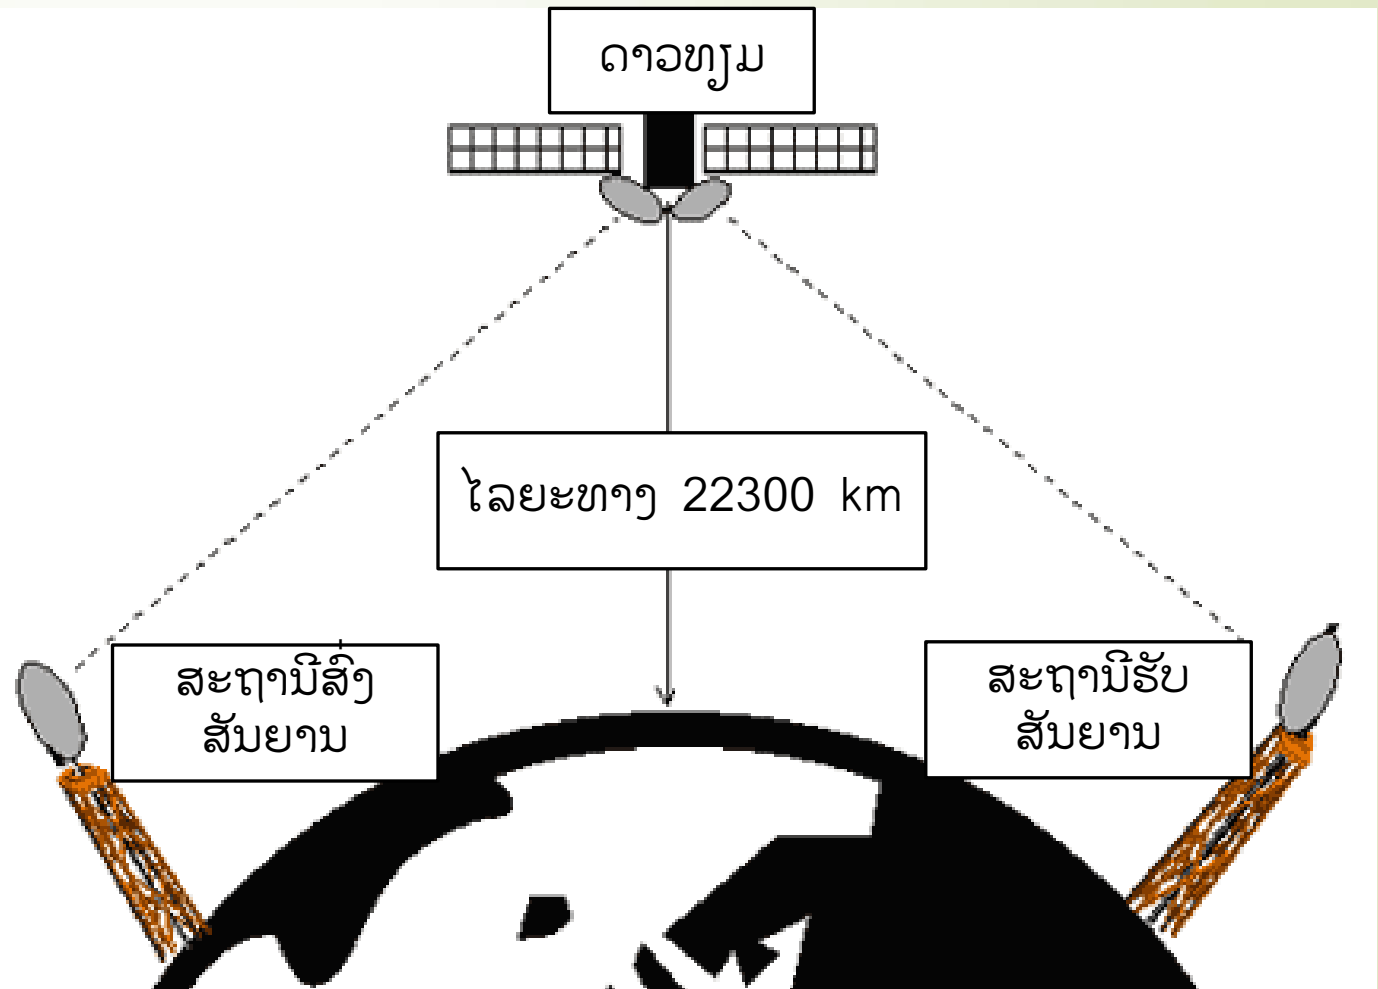 ດາວທຽມ
ໄລຍະທາງ 22300 km
ສະຖານີສົ່ງ
ສັນຍານ
ສະຖານີຮັບ
ສັນຍານ